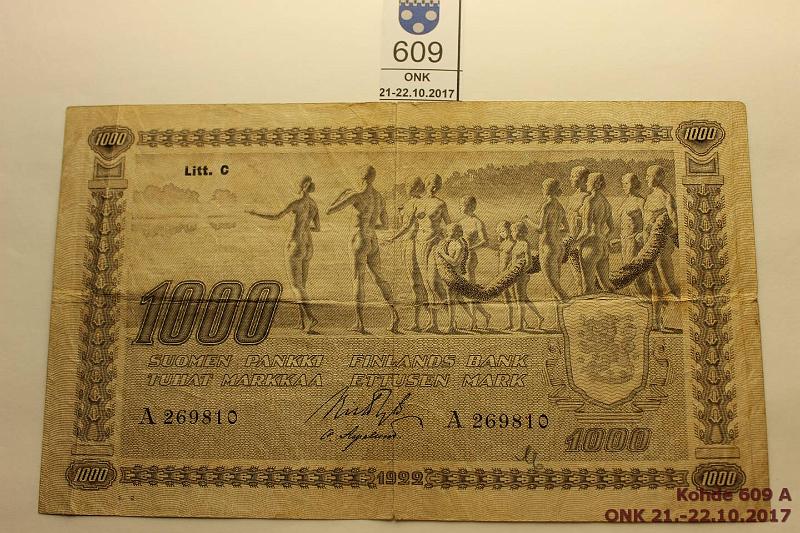 609
ONK
21-22.10.2017
1000 1000
Litt. C
1000
SUOMEN PANKKI FINLANDS BANK
TUHAT MARKKAA ETTUSEN MARK
A 269810 A 269810
1000
1000 1922 1000
Kohde 609 A
ONK 21.-22.10.2017